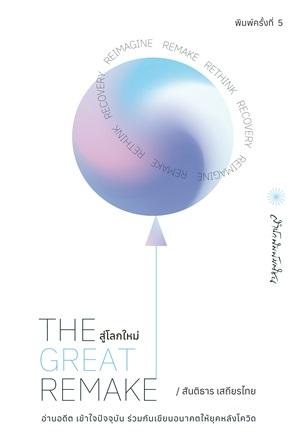 พิมพ์ครั้งที่ 5
RECOVERY REIMAGINE REMAKE RETHINK RECOVERY REIMAGINE REMAKE RETHINK
THE สู่โลกใหม่
GREAT
REMAKE
/ สันติธาร เสถียรไทย
อ่านอดีต เข้าใจปัจจุบัน ร่วมกันเขียนอนาคตให้ยุคหลังโควิด